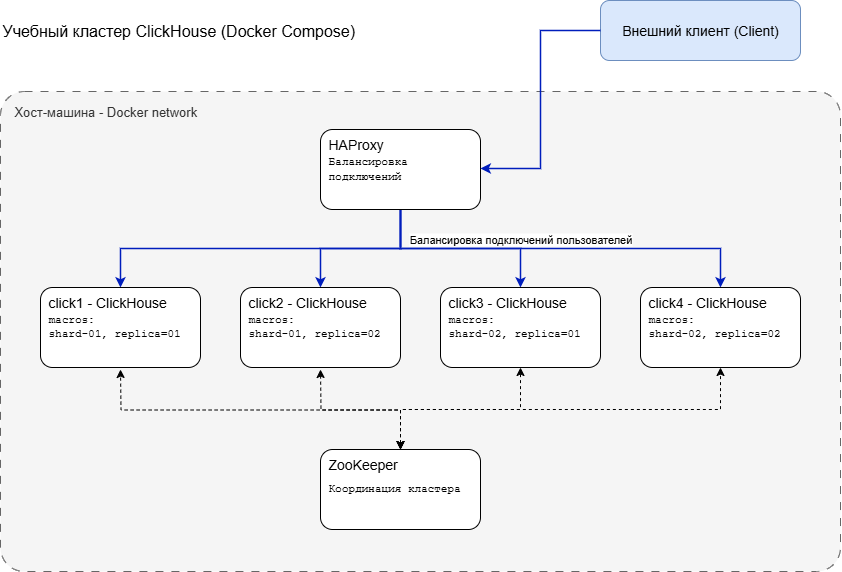 Учебный кластер ClickHouse (Docker Compose)
Внешний клиент (Client)
Хост-машина - Docker network
HAProxy
Балансировка
подключений
Балансировка подключений пользователей
click1 - ClickHouse
macros:
shard-01, replica=01
click2 - ClickHouse
macros:
shard-01, replica=02
click3 - ClickHouse
macros:
shard-02, replica=01
click4 - ClickHouse
macros:
shard-02, replica=02
ZooKeeper
Координация кластера